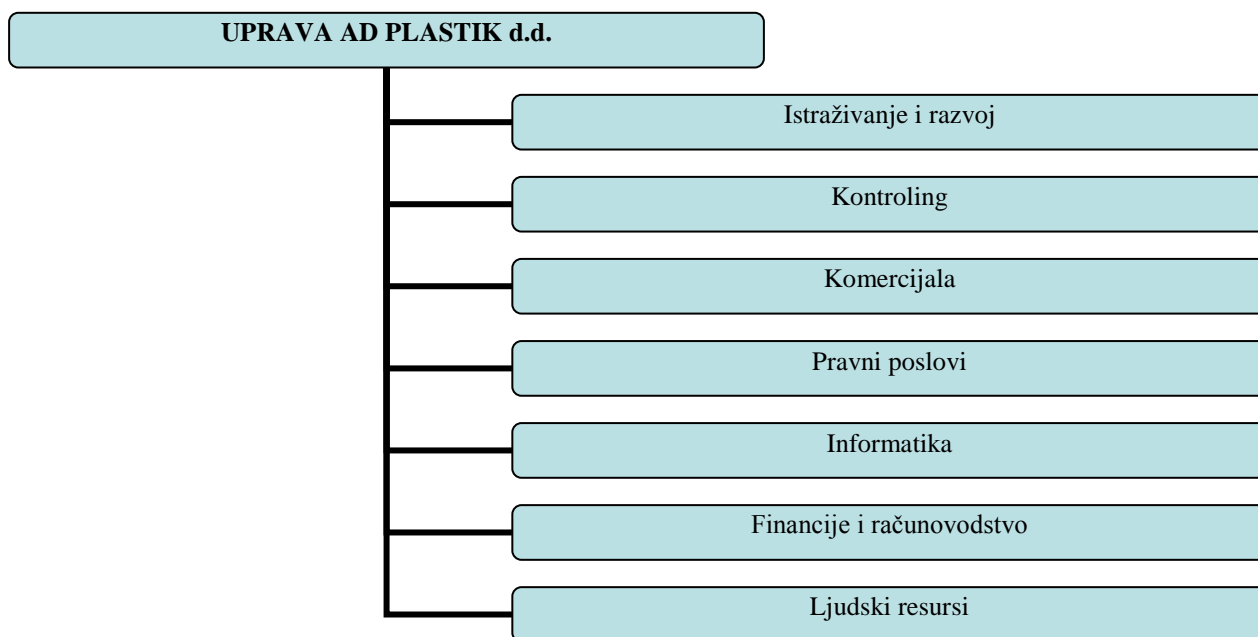 UPRAVA AD PLASTIK d.d.
Istraživanje i razvoj
Kontroling
Komercijala
Pravni poslovi
Informatika
Financije i računovodstvo
Ljudski resursi